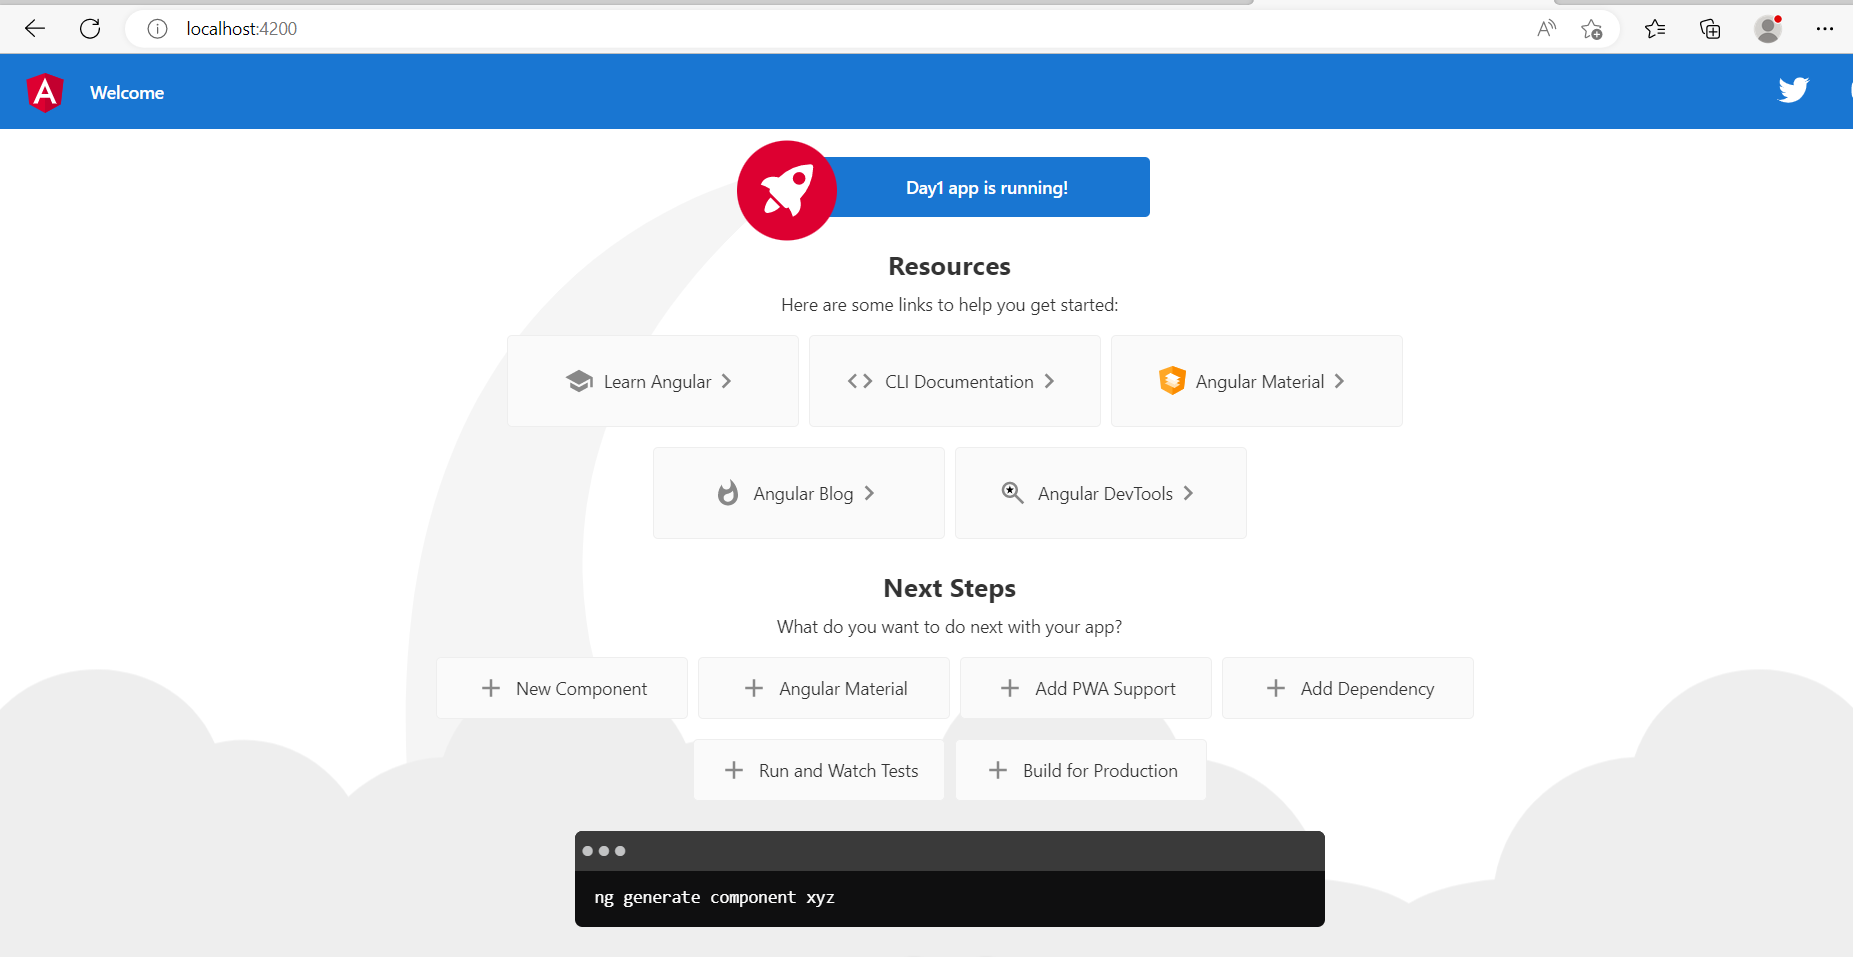 localhost:4200
Welcome
Day1 app is running!
Resources
Here are some links to help you get started:
Learn Angular
CLI Documentation
Angular Material
Angular Blog
Angular DevTools
Next Steps
What do you want to do next with your app?
New Component
Angular Material
Add PWA Support
Add Dependency
Run and Watch Tests
Build for Production
ng generate component xyz